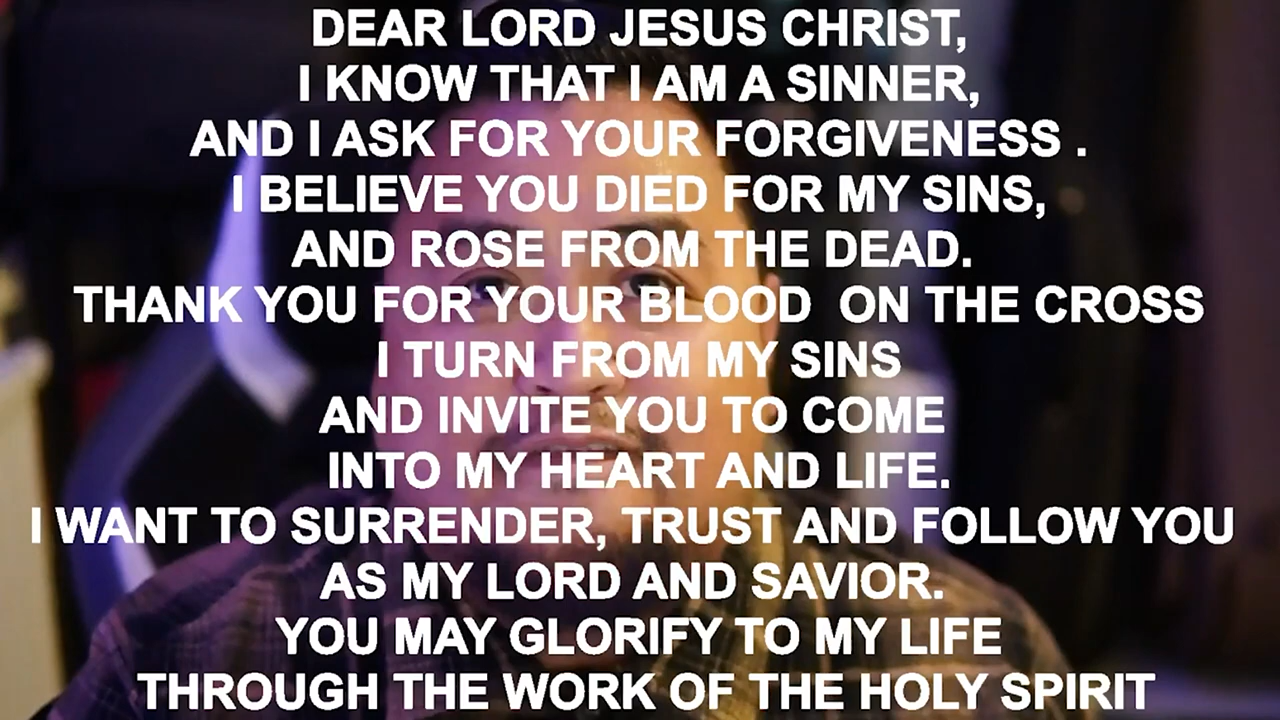 DEAR LORD JESUS CHRIST,
I KNOW THAT I AM A SINNER,
AND I ASK FOR YOUR FORGIVENESS .
I BELIEVE YOU DIED FOR MY SINS,
AND ROSE FROM THE DEAD.
THANK YOU FOR YOUR BLOOD  ON THE CROSS
I TURN FROM MY SINS
AND INVITE YOU TO COME
INTO MY HEART AND LIFE.
I WANT TO SURRENDER, TRUST AND FOLLOW YOU
AS MY LORD AND SAVIOR.
YOU MAY GLORIFY TO MY LIFE
THROUGH THE WORK OF THE HOLY SPIRIT